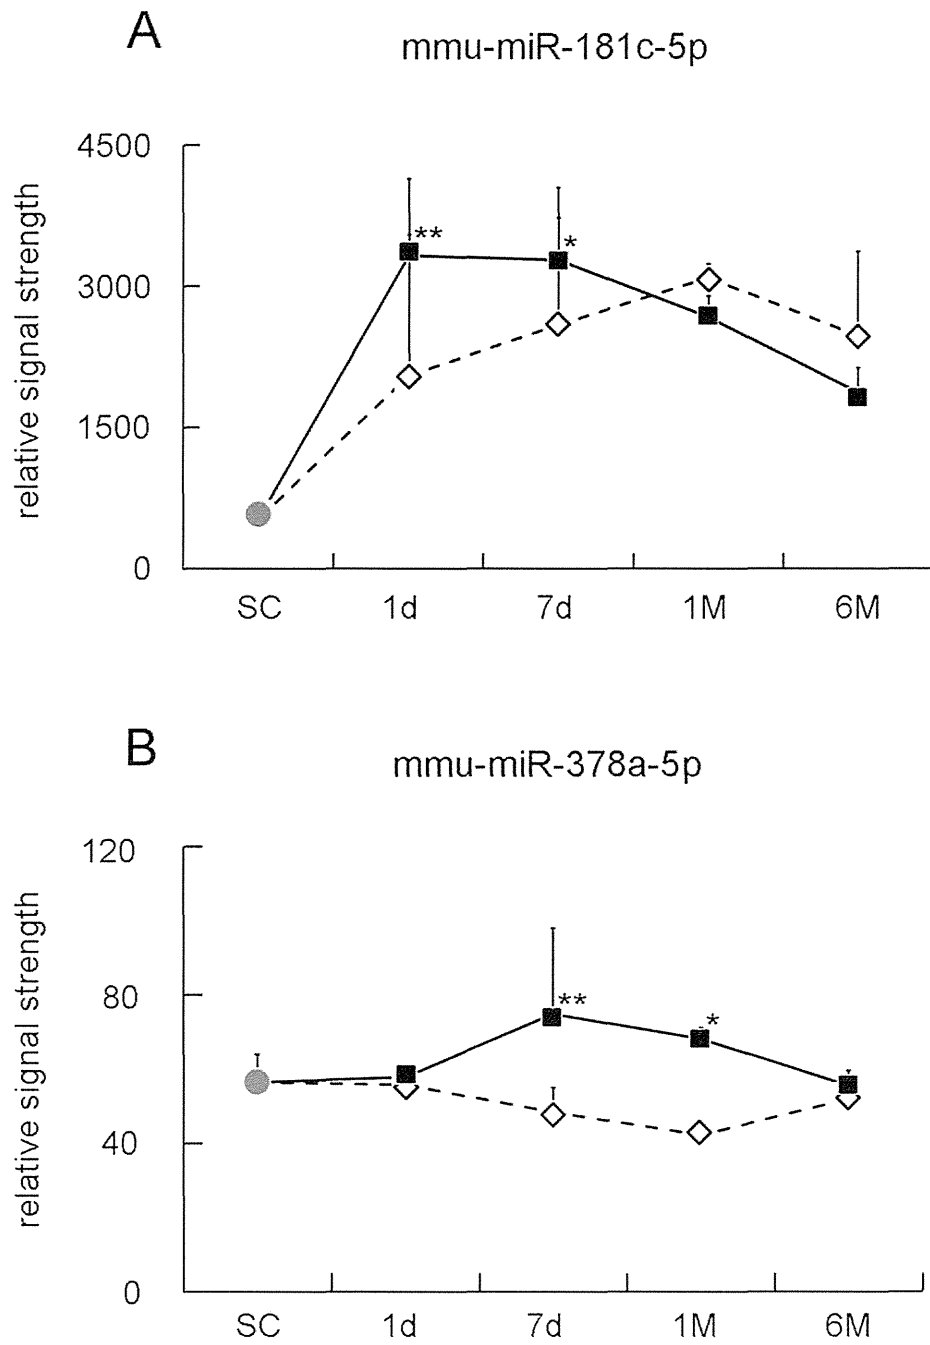 A
mmu-miR-181c-5p
relative signal strength
4500
3000
1500
0
**
*
SC 1d 7d 1M 6M
B
mmu-miR-378a-5p
relative signal strength
120
80
40
0
**
*
SC 1d 7d 1M 6M